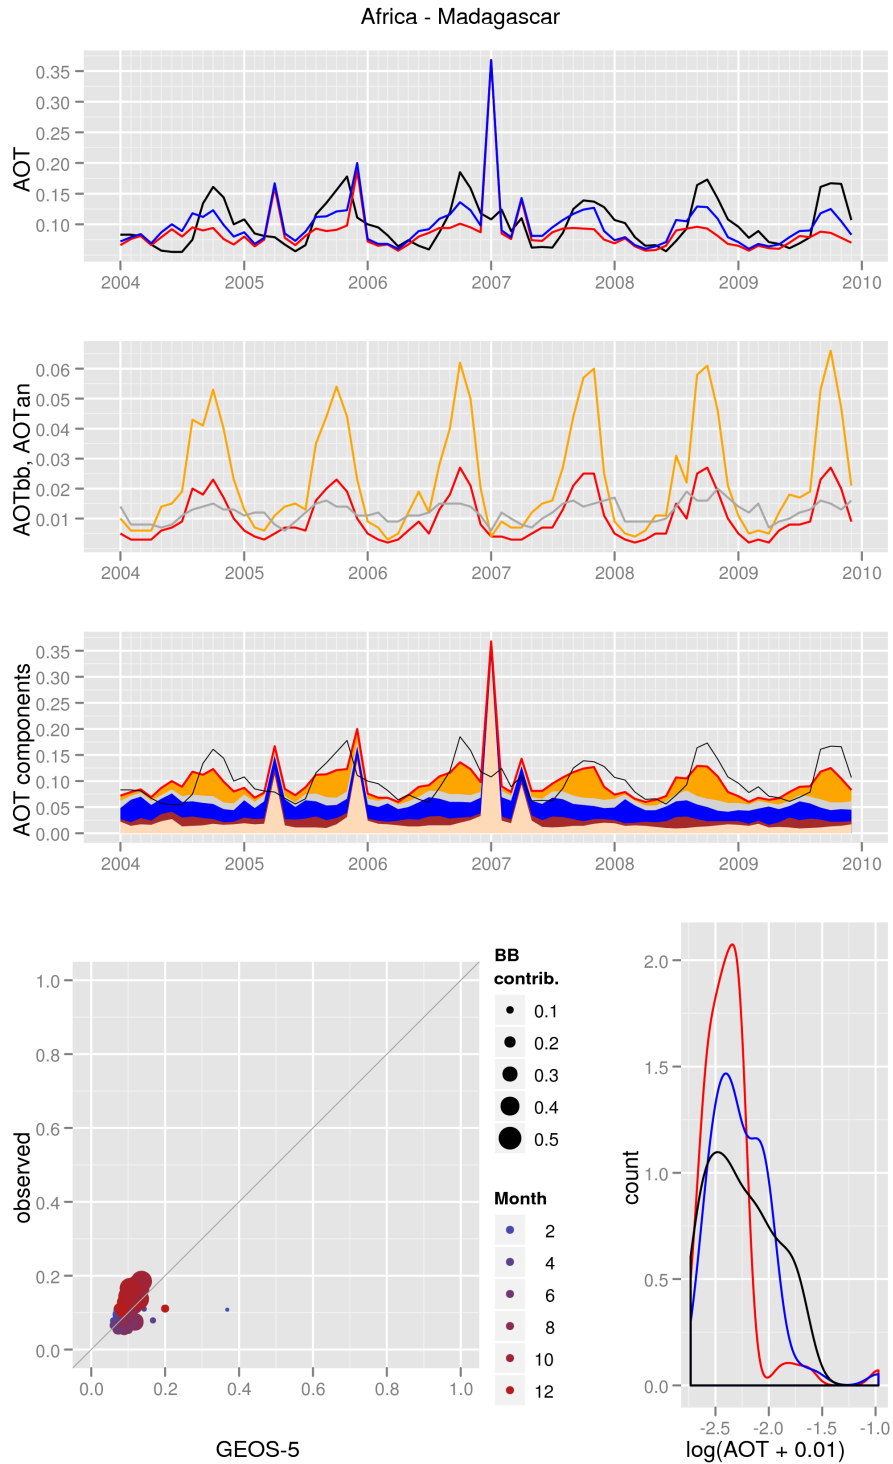 Africa - Madagascar
AOT
0.35
0.30
0.25
0.20
0.15
0.10
2004 2005 2006 2007 2008 2009 2010
AOTbb, AOTan
0.06
0.05
0.04
0.03
0.02
0.01
2004 2005 2006 2007 2008 2009 2010
AOT components
0.35
0.30
0.25
0.20
0.15
0.10
0.05
0.00
2004 2005 2006 2007 2008 2009 2010
observed
1.0
0.8
0.6
0.4
0.2
0.0
0.0 0.2 0.4 0.6 0.8 1.0
GEOS-5
BB
contrib.
0.1
0.2
0.3
0.4
0.5
Month
2
4
6
8
10
12
count
2.0
1.5
1.0
0.5
0.0
-2.5 -2.0 -1.5 -1.0
log(AOT + 0.01)